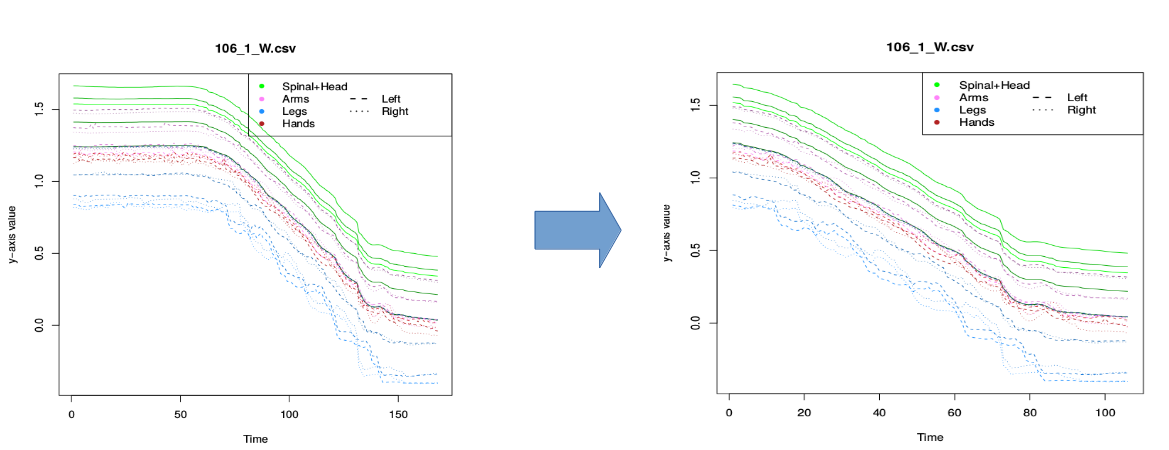 106_1_W.csv
Spinal+Head
Arms
Left
Legs
Right
Hands
y-axis value
1.5
1.0
0.5
0.0
0
50
100
150
Time
106_1_W.csv
Spinal+Head
Arms
Left
Legs
Right
Hands
y-axis value
1.5
1.0
0.5
0.0
0
20
40
60
80
100
Time